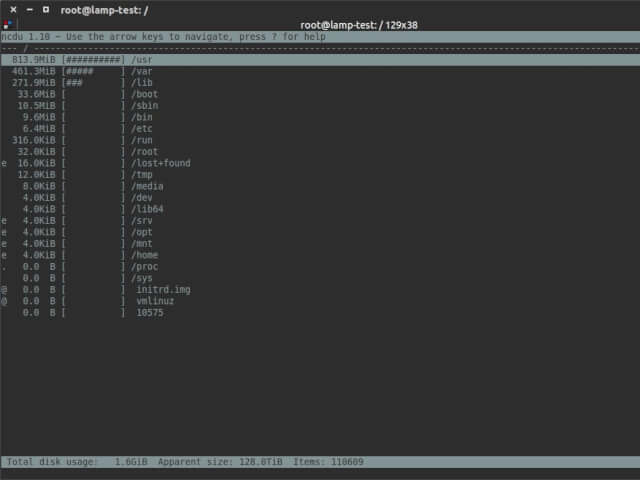 root@lamp-test: /
root@lamp-test: / 129x38
ncdu 1.10 ~ Use the arrow keys to navigate, press ? for help
--- / ----------------------------------------------------------------------------------------------------
813.9MiB [##########] /usr
461.3MiB [##### ] /var
271.9MiB [### ] /lib
33.6MiB [ ] /boot
10.5MiB [ ] /sbin
9.6MiB [ ] /bin
6.4MiB [ ] /etc
316.0KiB [ ] /run
32.0KiB [ ] /root
e 16.0KiB [ ] /lost+found
12.0KiB [ ] /tmp
8.0KiB [ ] /media
4.0KiB [ ] /dev
4.0KiB [ ] /lib64
e 4.0KiB [ ] /srv
e 4.0KiB [ ] /opt
e 4.0KiB [ ] /mnt
e 4.0KiB [ ] /home
. 0.0 B [ ] /proc
0.0 B [ ] /sys
@ 0.0 B [ ] initrd.img
@ 0.0 B [ ] vmlinuz
0.0 B [ ] 10575
Total disk usage: 1.6GiB Apparent size: 128.0TiB Items: 110609